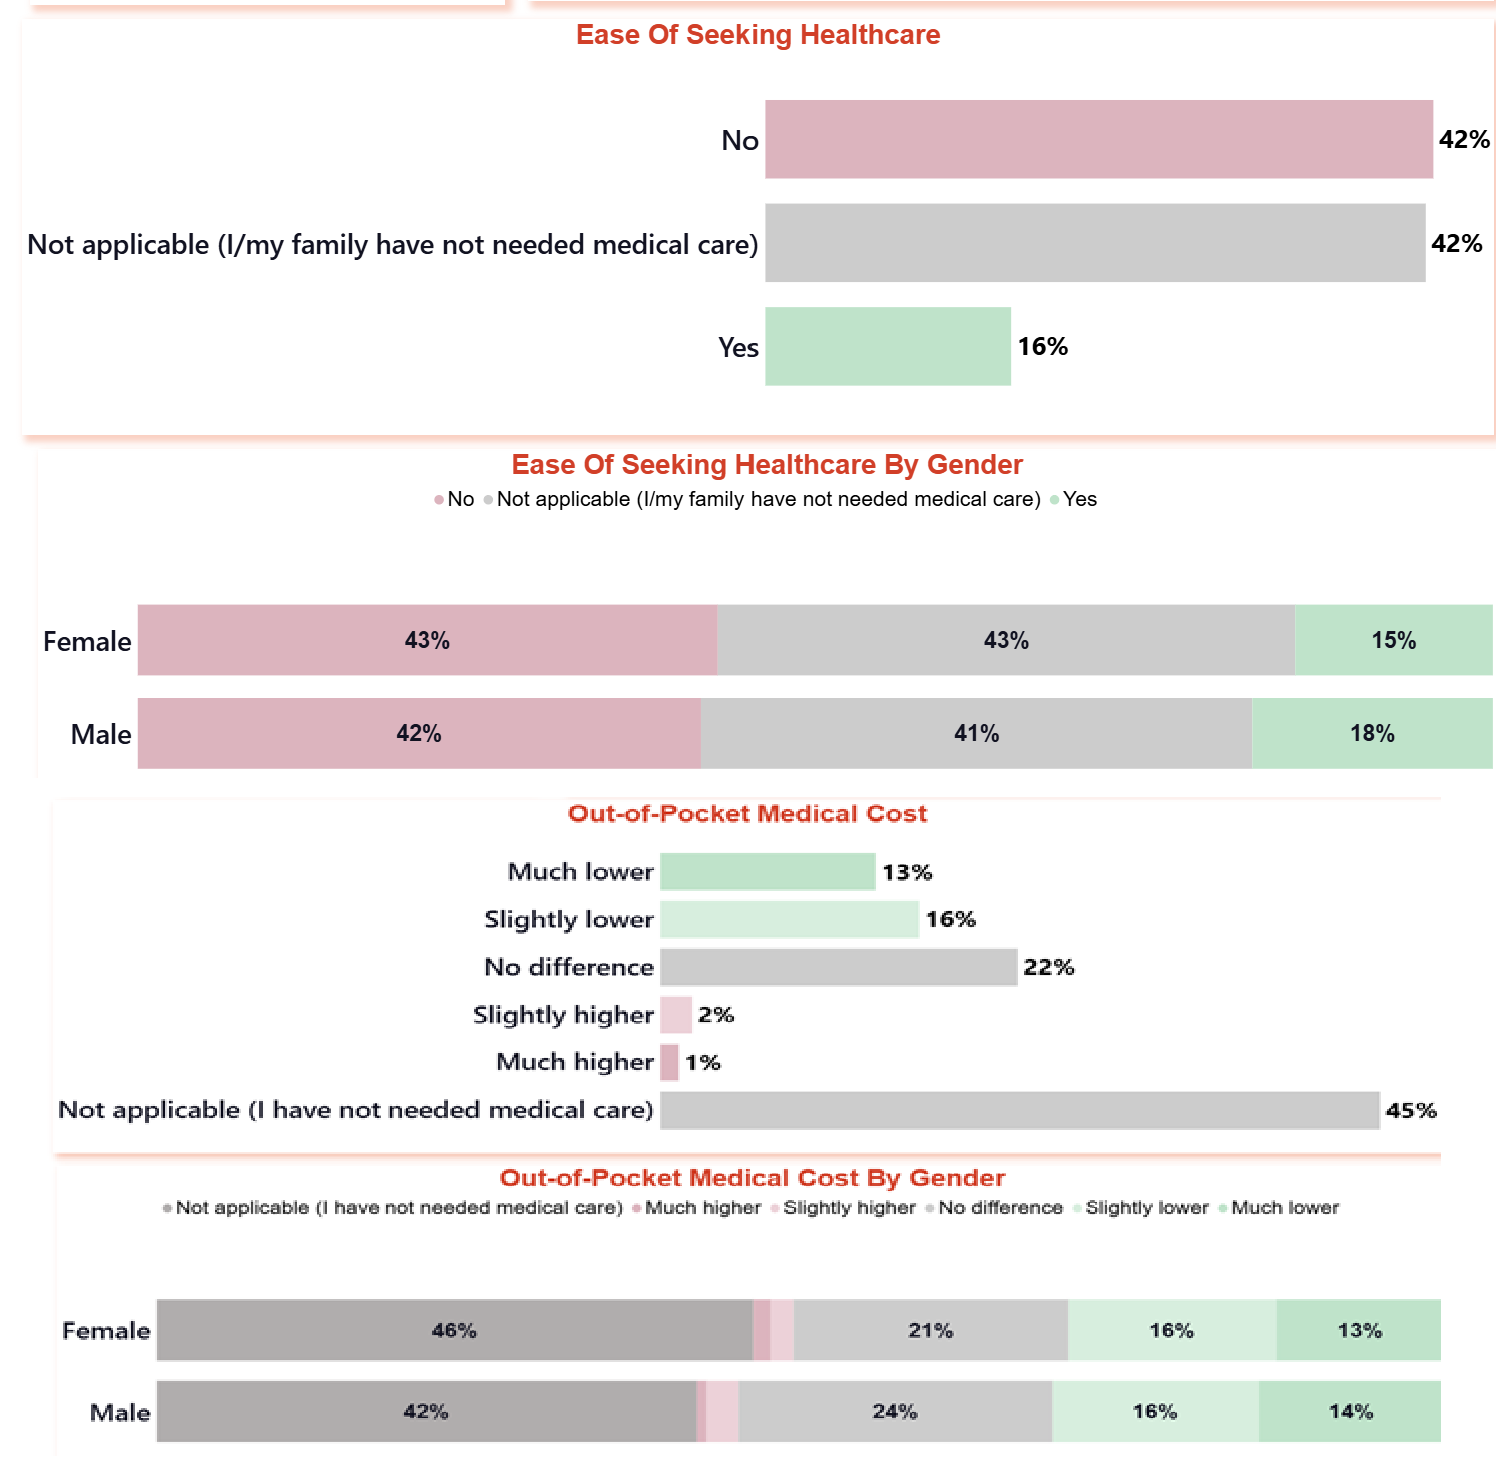 Ease Of Seeking Healthcare
No 42%
Not applicable (I/my family have not needed medical care) 42%
Yes 16%
Ease Of Seeking Healthcare By Gender
No Not applicable (I/my family have not needed medical care) Yes
Female 43% 43% 15%
Male 42% 41% 18%
Out-of-Pocket Medical Cost
Much lower 13%
Slightly lower 16%
No difference 22%
Slightly higher 2%
Much higher 1%
Not applicable (I have not needed medical care) 45%
Out-of-Pocket Medical Cost By Gender
Not applicable (I have not needed medical care) Much higher Slightly higher No difference Slightly lower Much lower
Female 46% 21% 16% 13%
Male 42% 24% 16% 14%